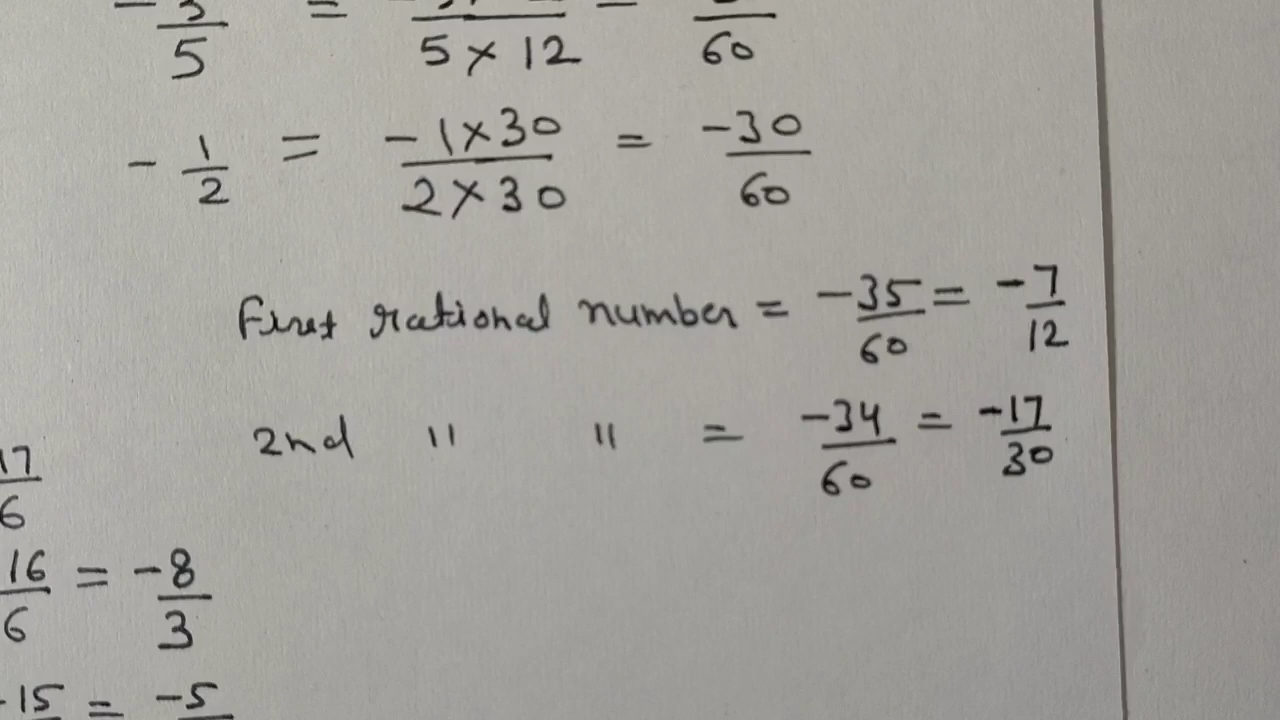 5 = 5 × 12 = 60
- 1/2 = -1×30 / 2×30 = -30/60
First rational number = -35/60 = -7/12
2nd " " = -34/60 = -17/30
17/6
16/6 = -8/3
-15 = -5